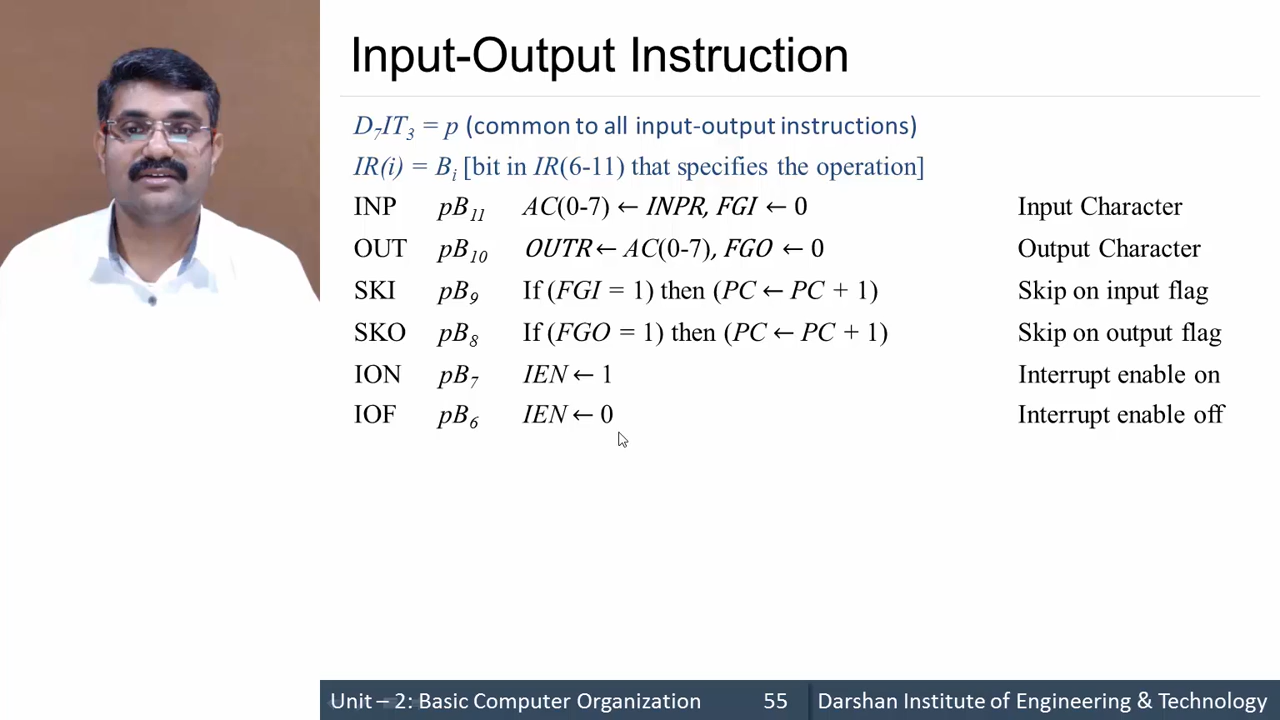 Input-Output Instruction
D₇IT₃ = p (common to all input-output instructions)
IR(i) = Bᵢ [bit in IR(6-11) that specifies the operation]
INP pB₁₁ AC(0-7) ← INPR, FGI ← 0 Input Character
OUT pB₁₀ OUTR ← AC(0-7), FGO ← 0 Output Character
SKI pB₉ If (FGI = 1) then (PC ← PC + 1) Skip on input flag
SKO pB₈ If (FGO = 1) then (PC ← PC + 1) Skip on output flag
ION pB₇ IEN ← 1 Interrupt enable on
IOF pB₆ IEN ← 0 Interrupt enable off
Unit – 2: Basic Computer Organization 55 Darshan Institute of Engineering & Technology